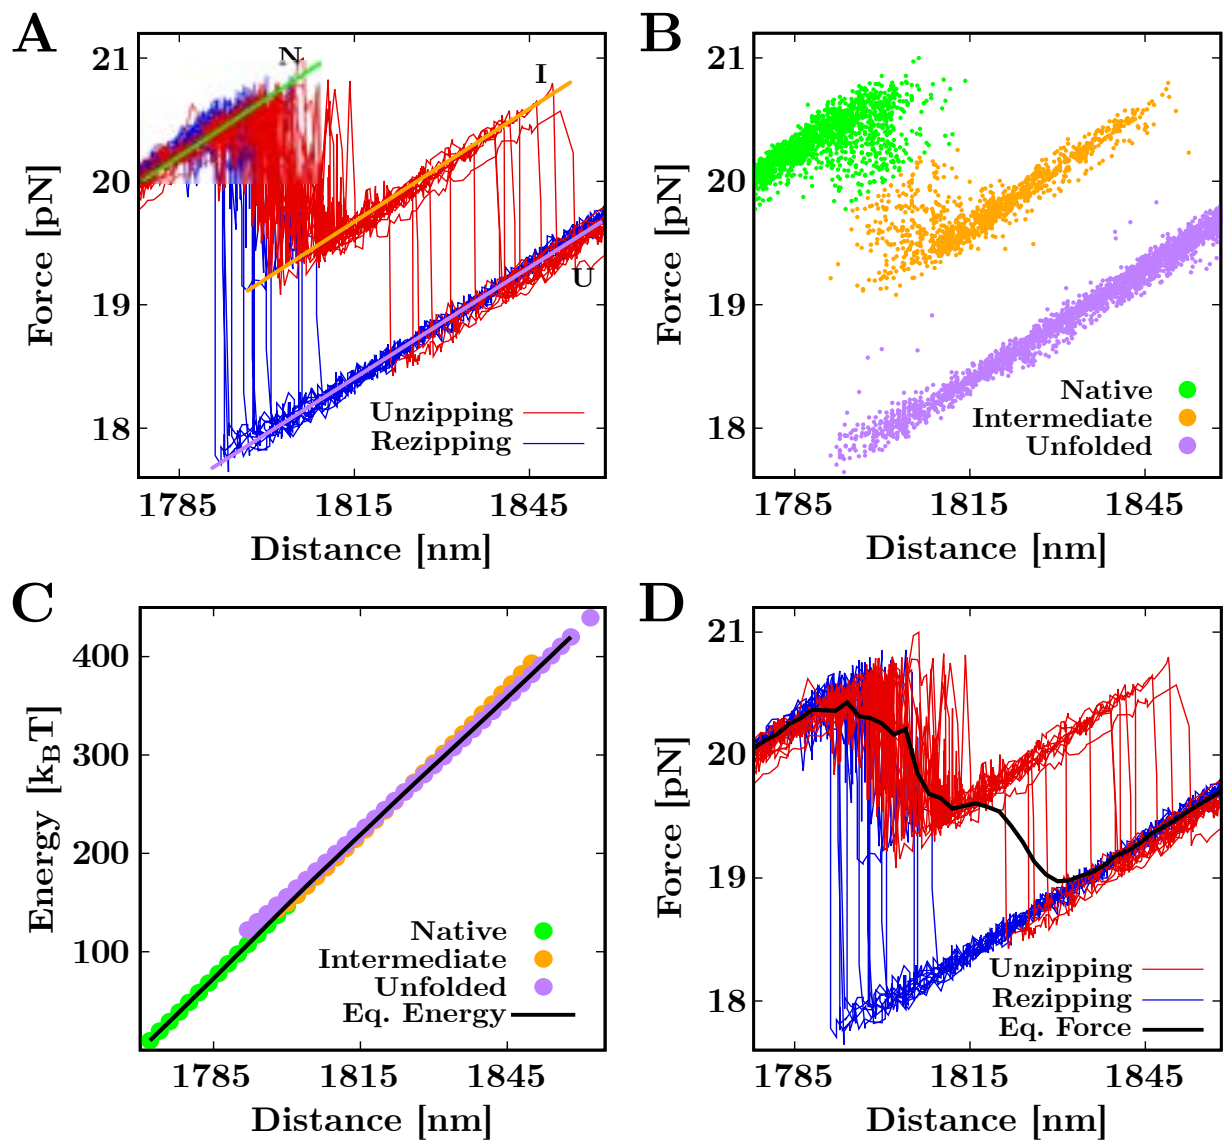 A
N
I
U
21
20
19
18
Force [pN]
Unzipping
Rezipping
1785 1815 1845
Distance [nm]
B
21
20
19
18
Force [pN]
Native
Intermediate
Unfolded
1785 1815 1845
Distance [nm]
C
400
300
200
100
Energy [k_BT]
Native
Intermediate
Unfolded
Eq. Energy
1785 1815 1845
Distance [nm]
D
21
20
19
18
Force [pN]
Unzipping
Rezipping
Eq. Force
1785 1815 1845
Distance [nm]